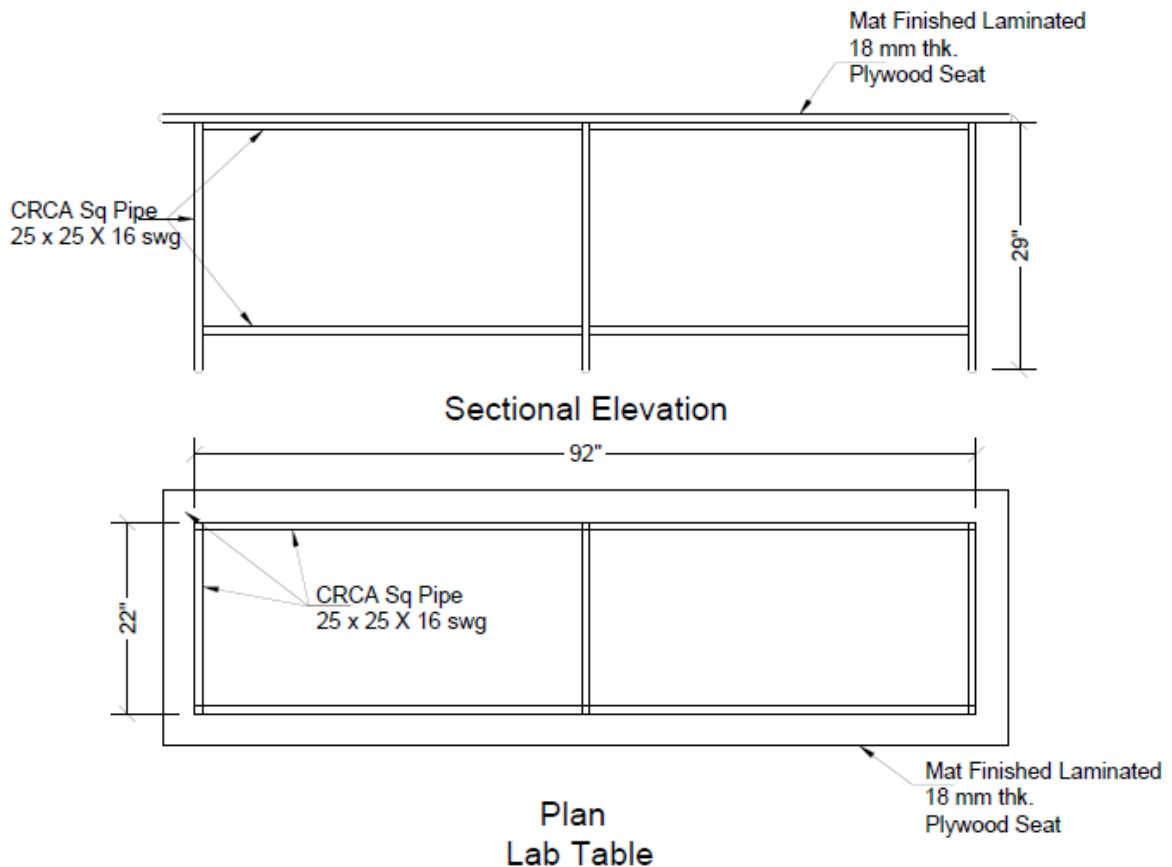 Mat Finished Laminated
18 mm thk.
Plywood Seat
CRCA Sq Pipe
25 x 25 X 16 swg
29"
Sectional Elevation
92"
CRCA Sq Pipe
25 x 25 X 16 swg
22"
Mat Finished Laminated
18 mm thk.
Plywood Seat
Plan
Lab Table